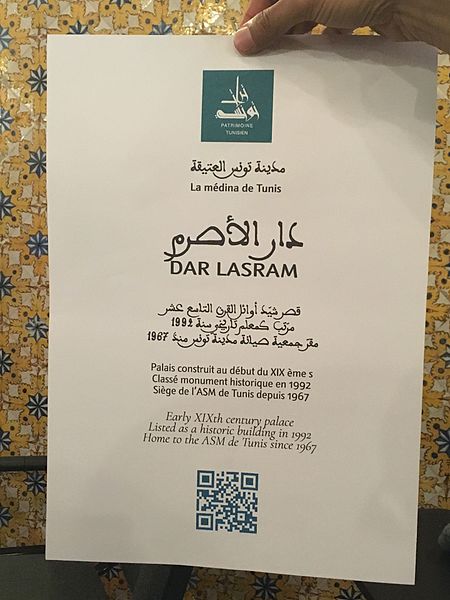 تراث تونسي
PATRIMOINE
TUNISIEN
مدينة تونس العتيقة
La médina de Tunis
دار الأصرم
DAR LASRAM
قصر شيّد أوائل القرن التاسع عشر
مرتب كمعلم تاريخي سنة 1992
مقر جمعية صيانة مدينة تونس منذ 1967
Palais construit au début du XIX ème s
Classé monument historique en 1992
Siège de l'ASM de Tunis depuis 1967
Early XIXth century palace
Listed as a historic building in 1992
Home to the ASM de Tunis since 1967